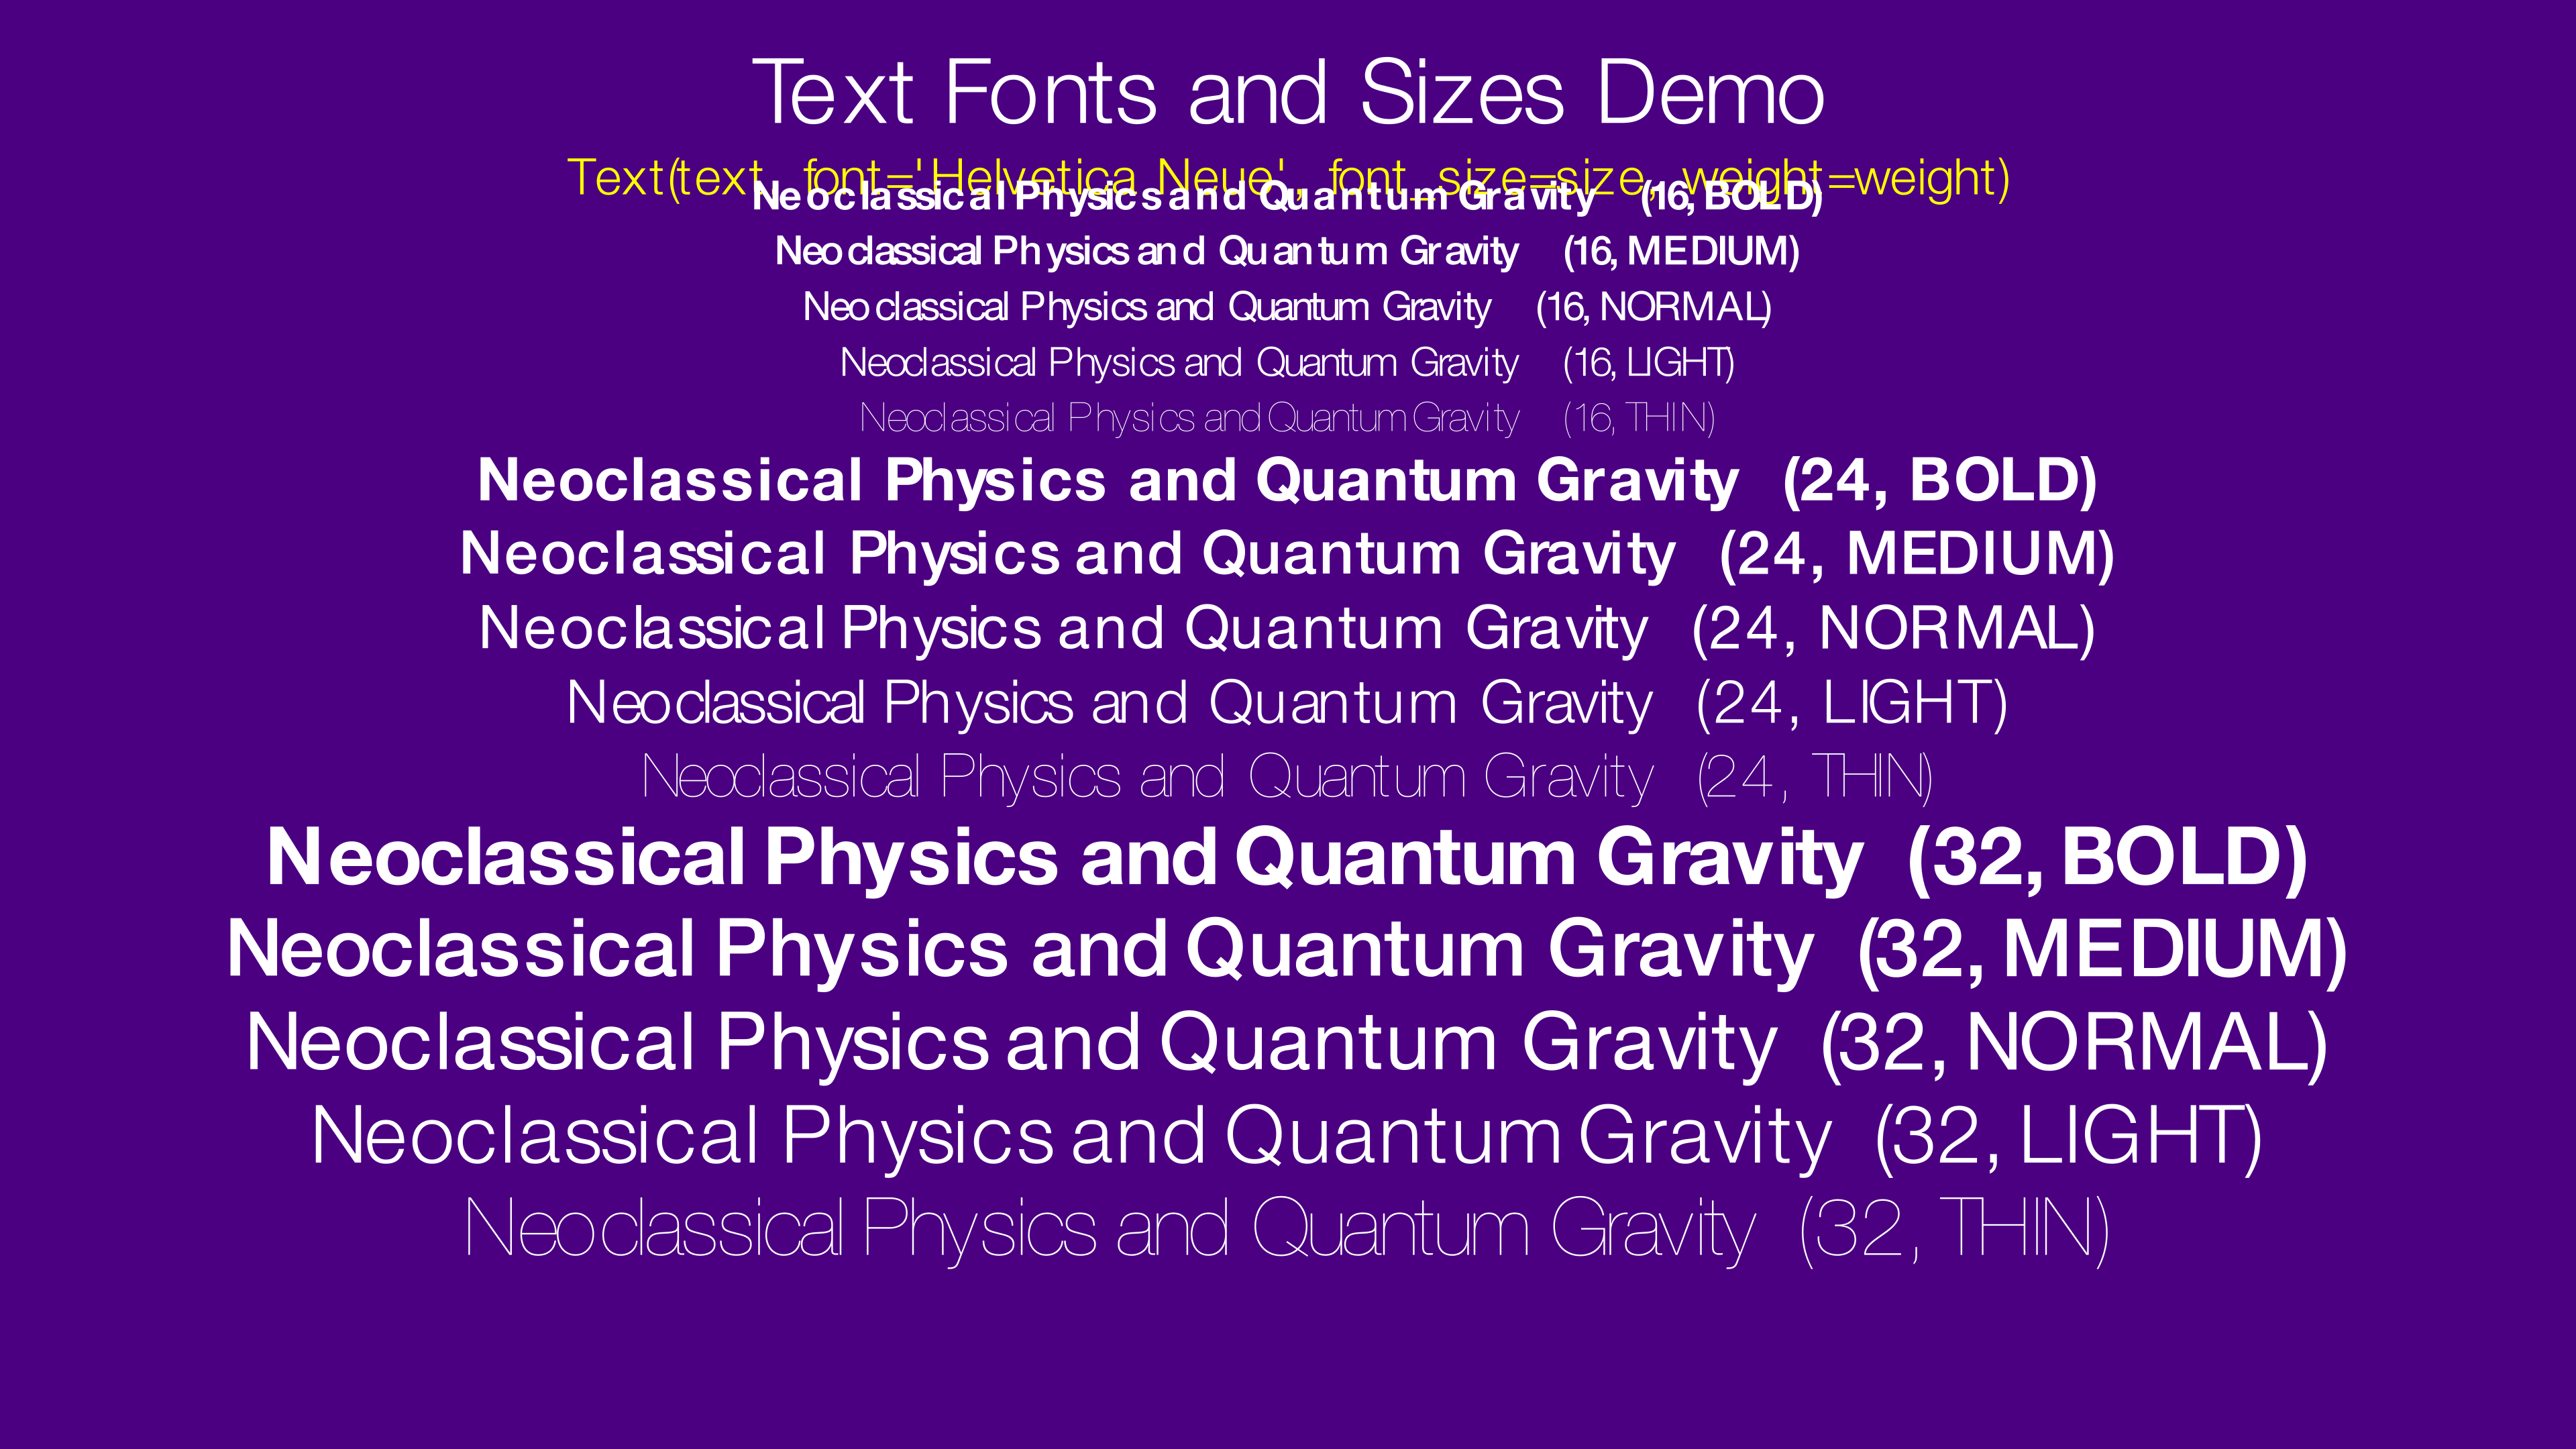 Text Fonts and Sizes Demo
Text(text, font='Helvetica Neue', font_size=size, weight=weight)
Neoclassical Physics and Quantum Gravity (16, BOLD)
Neoclassical Physics and Quantum Gravity (16, MEDIUM)
Neoclassical Physics and Quantum Gravity (16, NORMAL)
Neoclassical Physics and Quantum Gravity (16, LIGHT)
Neoclassical Physics and Quantum Gravity (16, THIN)
Neoclassical Physics and Quantum Gravity (24, BOLD)
Neoclassical Physics and Quantum Gravity (24, MEDIUM)
Neoclassical Physics and Quantum Gravity (24, NORMAL)
Neoclassical Physics and Quantum Gravity (24, LIGHT)
Neoclassical Physics and Quantum Gravity (24, THIN)
Neoclassical Physics and Quantum Gravity (32, BOLD)
Neoclassical Physics and Quantum Gravity (32, MEDIUM)
Neoclassical Physics and Quantum Gravity (32, NORMAL)
Neoclassical Physics and Quantum Gravity (32, LIGHT)
Neoclassical Physics and Quantum Gravity (32, THIN)